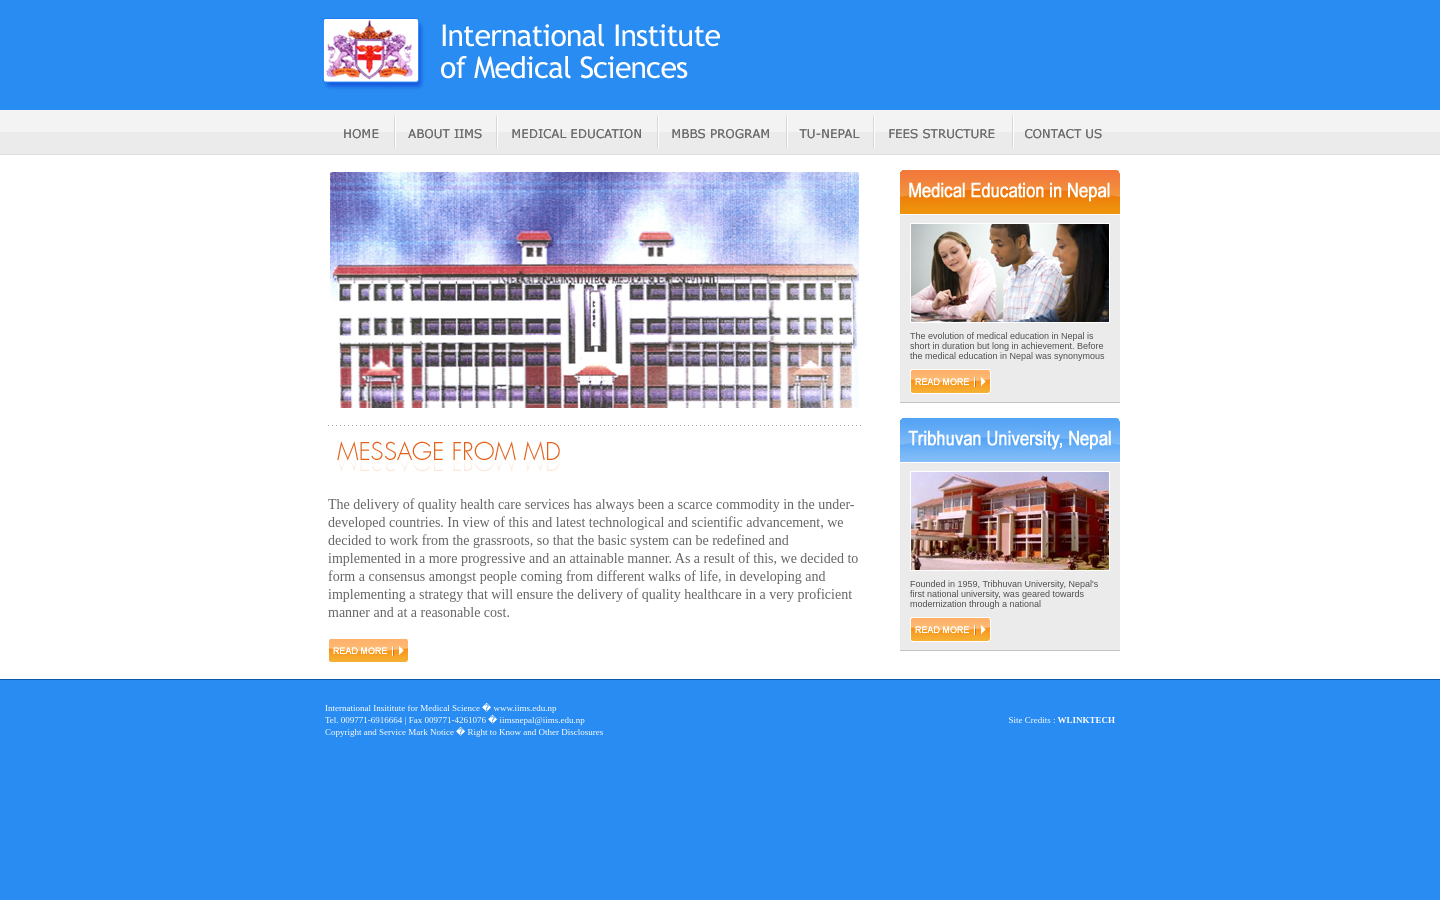 International Institute
of Medical Sciences
HOME
ABOUT IIMS
MEDICAL EDUCATION
MBBS PROGRAM
TU-NEPAL
FEES STRUCTURE
CONTACT US
Medical Education in Nepal
The evolution of medical education in Nepal is
short in duration but long in achievement. Before
the medical education in Nepal was synonymous
READ MORE
MESSAGE FROM MD
The delivery of quality health care services has always been a scarce commodity in the under-
developed countries. In view of this and latest technological and scientific advancement, we
decided to work from the grassroots, so that the basic system can be redefined and
implemented in a more progressive and an attainable manner. As a result of this, we decided to
form a consensus amongst people coming from different walks of life, in developing and
implementing a strategy that will ensure the delivery of quality healthcare in a very proficient
manner and at a reasonable cost.
READ MORE
Tribhuvan University, Nepal
Founded in 1959, Tribhuvan University, Nepal's
first national university, was geared towards
modernization through a national
READ MORE
International Insititute for Medical Science � www.iims.edu.np
Tel. 009771-6916664 | Fax 009771-4261076 � iimsnepal@iims.edu.np
Copyright and Service Mark Notice � Right to Know and Other Disclosures
Site Credits : WLINKTECH